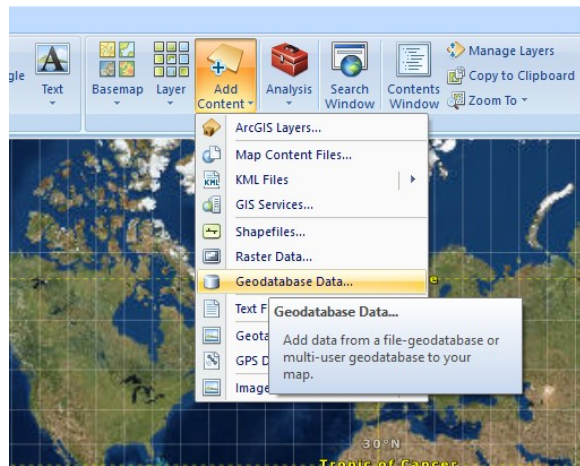 gle
Text
Basemap
Layer
Add
Content
Analysis
Search
Window
Contents
Window
Manage Layers
Copy to Clipboard
Zoom To
ArcGIS Layers...
Map Content Files...
KML
KML Files
GIS Services...
Shapefiles...
Raster Data...
Geodatabase Data...
e
Text F
Geodatabase Data...
Add data from a file-geodatabase or
multi-user geodatabase to your
map.
Geota
GPS D
Image
30°N
Tropic of Cancer